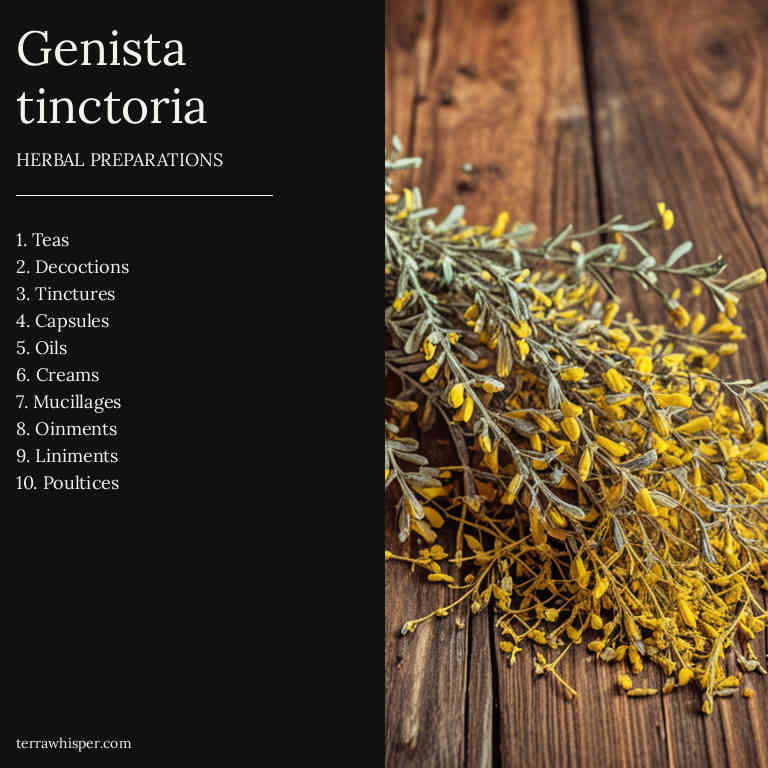 Genista
tinctoria
HERBAL PREPARATIONS
1. Teas
2. Decoctions
3. Tinctures
4. Capsules
5. Oils
6. Creams
7. Mucillages
8. Oinments
9. Liniments
10. Poultices
terrawhisper.com